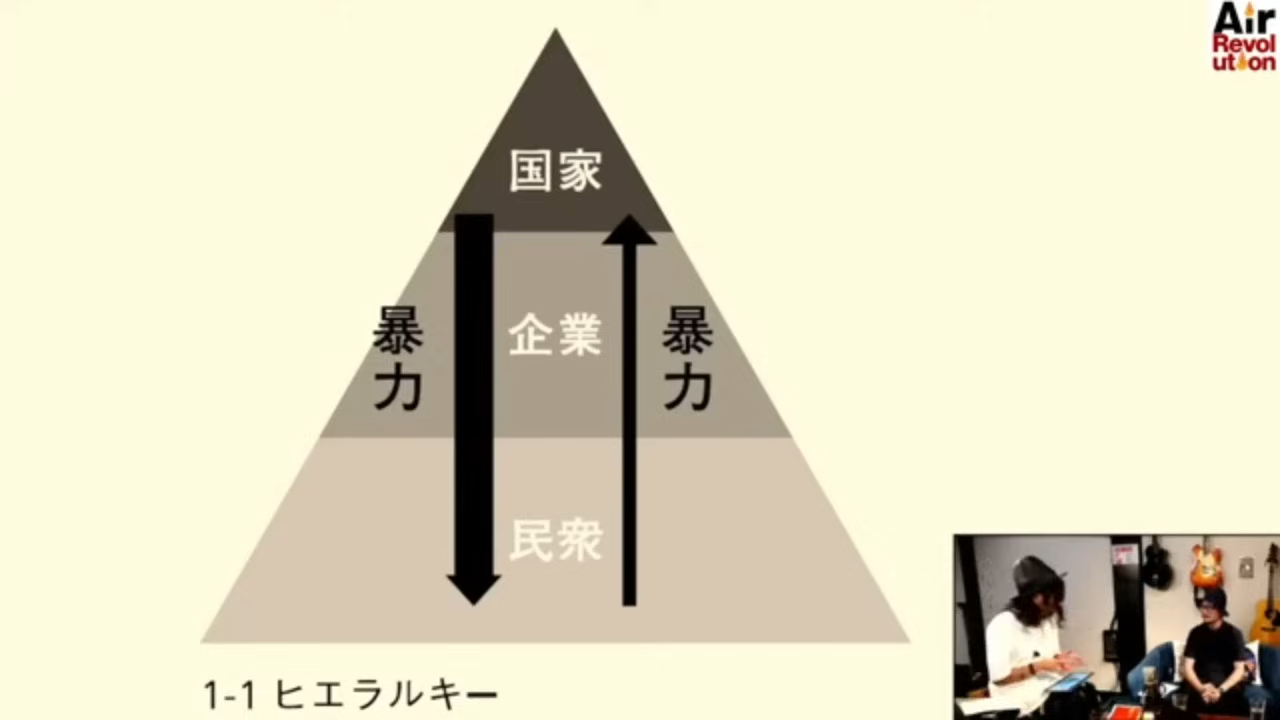 Air
Revol
ution
国家
暴力
企業
暴力
民衆
1-1 ヒエラルキー